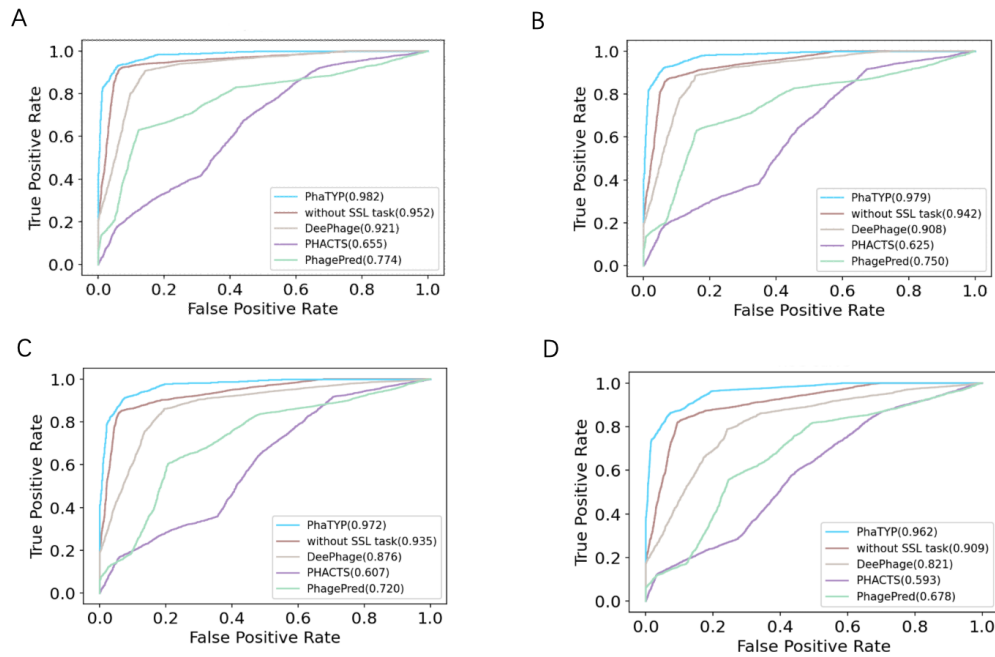 A
True Positive Rate
1.0
0.8
0.6
0.4
0.2
0.0
PhaTYP(0.982)
without SSL task(0.952)
DeePhage(0.921)
PHACTS(0.655)
PhagePred(0.774)
0.0 0.2 0.4 0.6 0.8 1.0
False Positive Rate
B
True Positive Rate
1.0
0.8
0.6
0.4
0.2
0.0
PhaTYP(0.979)
without SSL task(0.942)
DeePhage(0.908)
PHACTS(0.625)
PhagePred(0.750)
0.0 0.2 0.4 0.6 0.8 1.0
False Positive Rate
C
True Positive Rate
1.0
0.8
0.6
0.4
0.2
0.0
PhaTYP(0.972)
without SSL task(0.935)
DeePhage(0.876)
PHACTS(0.607)
PhagePred(0.720)
0.0 0.2 0.4 0.6 0.8 1.0
False Positive Rate
D
True Positive Rate
1.0
0.8
0.6
0.4
0.2
0.0
PhaTYP(0.962)
without SSL task(0.909)
DeePhage(0.821)
PHACTS(0.593)
PhagePred(0.678)
0.0 0.2 0.4 0.6 0.8 1.0
False Positive Rate